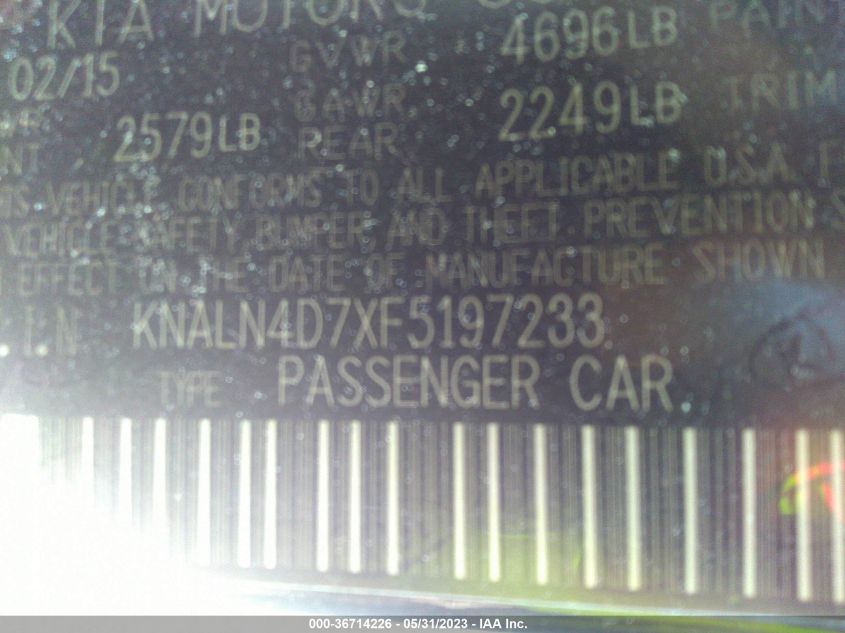 KIA MOTORS
02/15 GVWR 4696LB PAIN
2579LB GAWR REAR 2249LB TRIM
VEHICLE CONFORMS TO ALL APPLICABLE U.S.A. F
VEHICLE SAFETY, BUMPER, AND THEFT PREVENTION S
EFFECT ON THE DATE OF MANUFACTURE SHOWN
KNALN4D7XF5197233
TYPE PASSENGER CAR
000-36714226 - 05/31/2023 - IAA Inc.